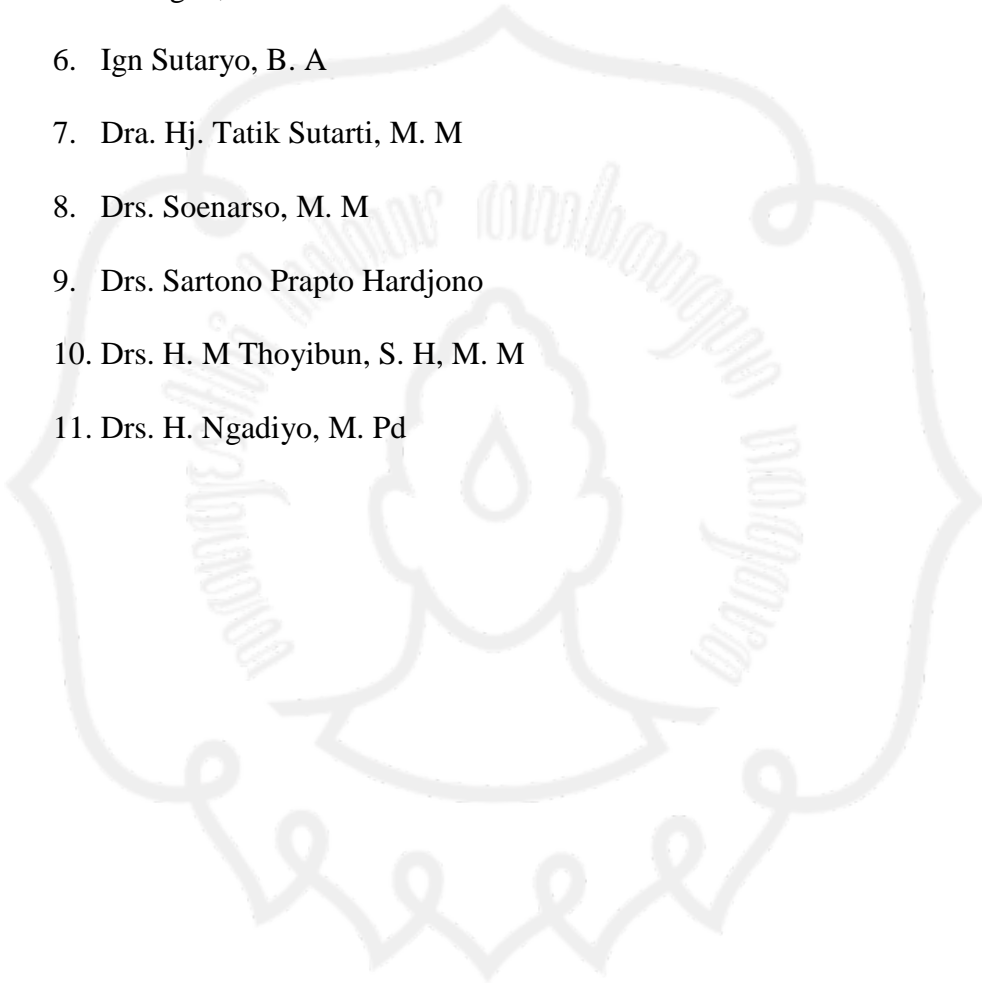 6. Ign Sutaryo, B. A
7. Dra. Hj. Tatik Sutarti, M. M
8. Drs. Soenarso, M. M
9. Drs. Sartono Prapto Hardjono
10. Drs. H. M Thoyibun, S. H, M. M
11. Drs. H. Ngadiyo, M. Pd